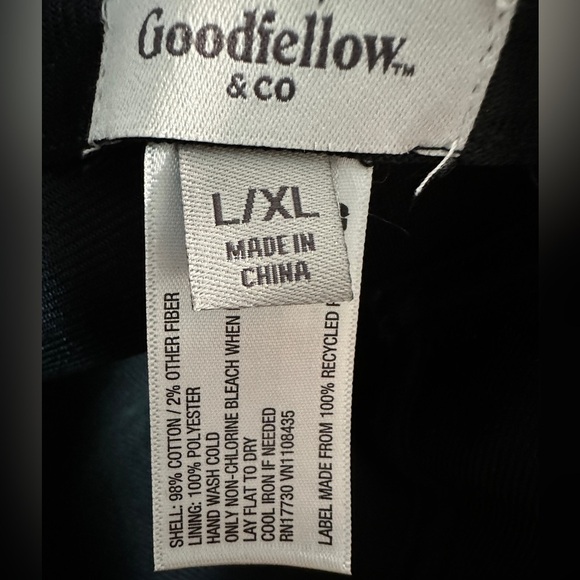 Goodfellow™
& CO
L/XL
MADE IN
CHINA
SHELL: 98% COTTON / 2% OTHER FIBER
LINING: 100% POLYESTER
HAND WASH COLD
ONLY NON-CHLORINE BLEACH WHEN
LAY FLAT TO DRY
COOL IRON IF NEEDED
RN17730 VN1108435
LABEL MADE FROM 100% RECYCLED